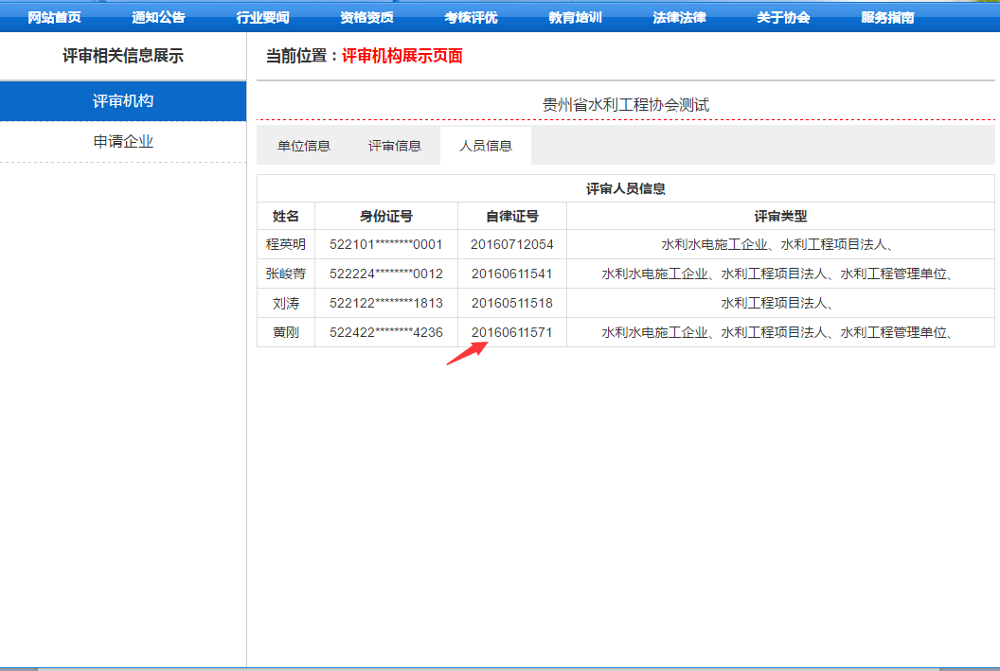 网站首页 通知公告 行业要闻 资格资质 考核评优 教育培训 法律法律 关于协会 服务指南
评审相关信息展示
评审机构
申请企业
当前位置：评审机构展示页面
贵州省水利工程协会测试
单位信息 评审信息 人员信息
评审人员信息
姓名 身份证号 自律证号 评审类型
程英明 522101********0001 20160712054 水利水电施工企业、水利工程项目法人、
张峻菁 522224********0012 20160611541 水利水电施工企业、水利工程项目法人、水利工程管理单位、
刘涛 522122********1813 20160511518 水利工程项目法人、
黄刚 522422********4236 20160611571 水利水电施工企业、水利工程项目法人、水利工程管理单位、